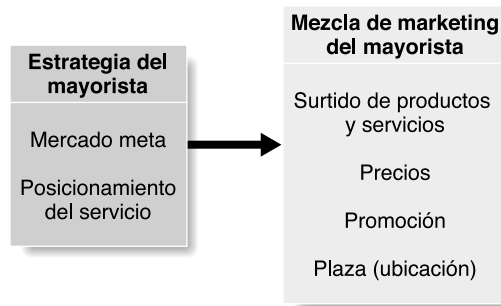 Estrategia del
mayorista
Mercado meta
Posicionamiento
del servicio
Mezcla de marketing
del mayorista
Surtido de productos
y servicios
Precios
Promoción
Plaza (ubicación)